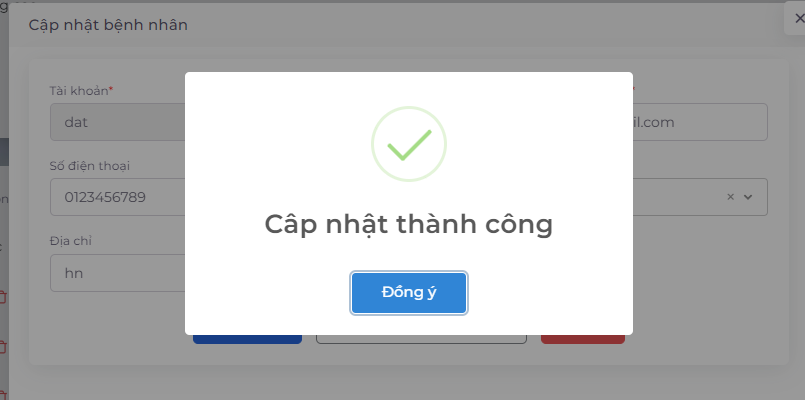 Cập nhật bệnh nhân
Tài khoản*
dat
il.com
Số điện thoại
0123456789
Địa chỉ
hn
Câp nhật thành công
Đồng ý